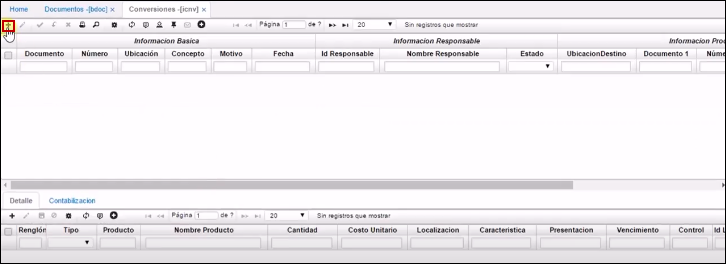 Home Documentos -[bdoc] x Conversiones -[icnv] x
Página 1 de ? 20 Sin registros que mostrar
Informacion Basica Informacion Responsable Informacion Prod
Documento Número Ubicación Concepto Motivo Fecha Id Responsable Nombre Responsable Estado UbicacionDestino Documento 1 Núme
Detalle Contabilizacion
Página 1 de ? 20 Sin registros que mostrar
Renglón Tipo Producto Nombre Producto Cantidad Costo Unitario Localizacion Caracteristica Presentacion Vencimiento Control Id L